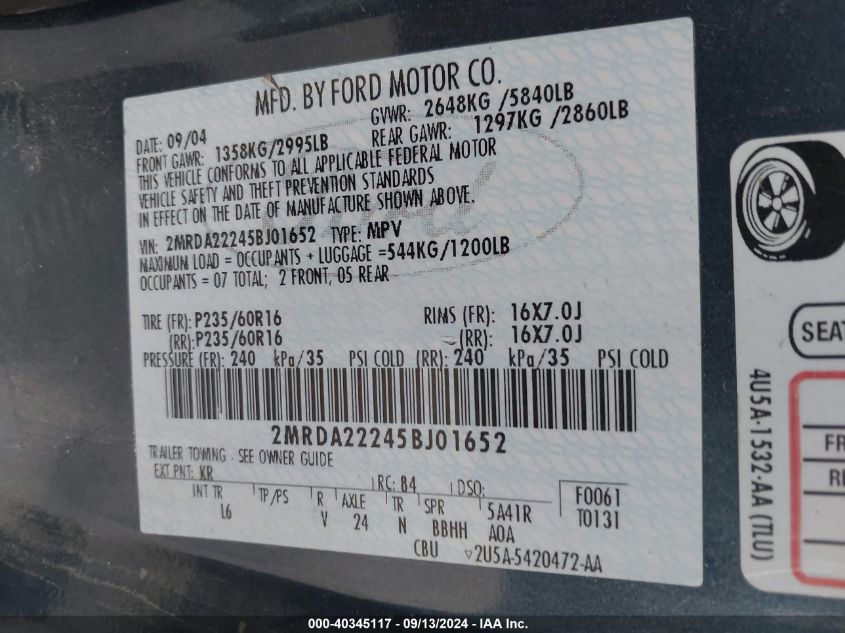 MFD. BY FORD MOTOR CO.
DATE: 09/04 GVWR: 2648KG /5840LB
FRONT GAWR: 1358KG/2995LB REAR GAWR: 1297KG /2860LB
THIS VEHICLE CONFORMS TO ALL APPLICABLE FEDERAL MOTOR
VEHICLE SAFETY AND THEFT PREVENTION STANDARDS
IN EFFECT ON THE DATE OF MANUFACTURE SHOWN ABOVE.
VIN: 2MRDA22245BJ01652 TYPE: MPV
MAXIMUM LOAD = OCCUPANTS + LUGGAGE =544KG/1200LB
OCCUPANTS = 07 TOTAL; 2 FRONT, 05 REAR
TIRE (FR): P235/60R16 RIMS (FR): 16X7.0J
(RR): P235/60R16 (RR): 16X7.0J
PRESSURE (FR): 240 kPa/35 PSI COLD (RR): 240 kPa/35 PSI COLD
2MRDA22245BJ01652
TRAILER TOWING - SEE OWNER GUIDE
EXT PNT: KR RC: 84 DSO:
INT TR TP/PS R AXLE TR SPR 5A41R F0061
L6 V 24 N BBHH A0A T0131
CBU 2U5A-5420472-AA
SEAT
FR
RE
4U5A-1532-AA (TLU)
000-40345117 - 09/13/2024 - IAA Inc.